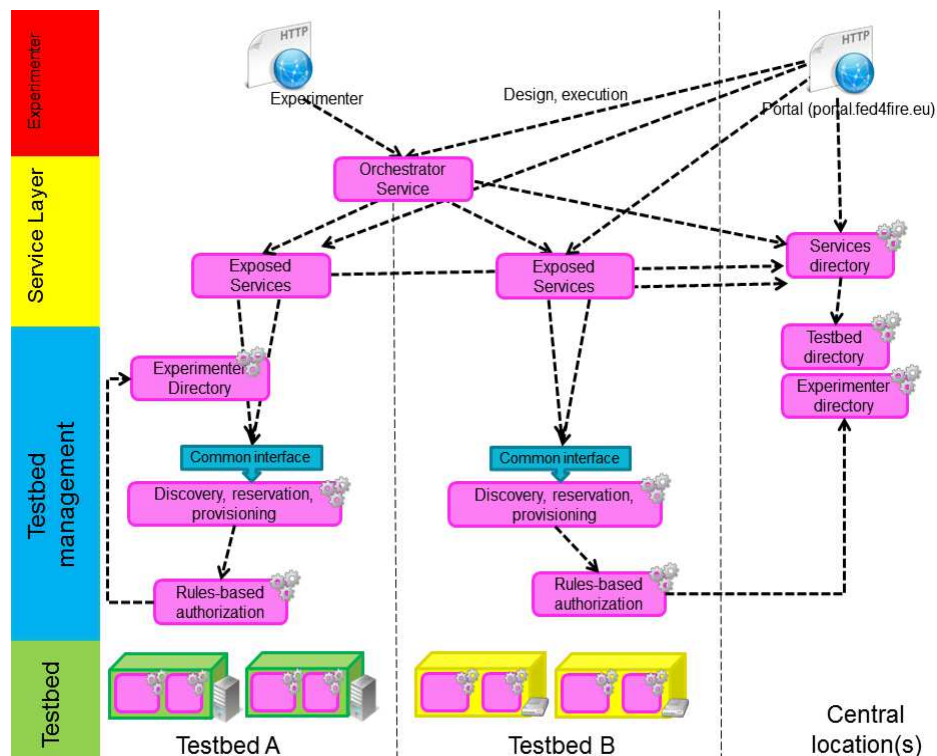 Experimenter
HTTP
Experimenter
Design, execution
HTTP
Portal (portal.fed4fire.eu)
Service Layer
Orchestrator
Service
Exposed
Services
Exposed
Services
Services
directory
Testbed
management
Experimenter
Directory
Testbed
directory
Experimenter
directory
Common interface
Discovery, reservation,
provisioning
Common interface
Discovery, reservation,
provisioning
Rules-based
authorization
Rules-based
authorization
Testbed
Testbed A
Testbed B
Central
location(s)